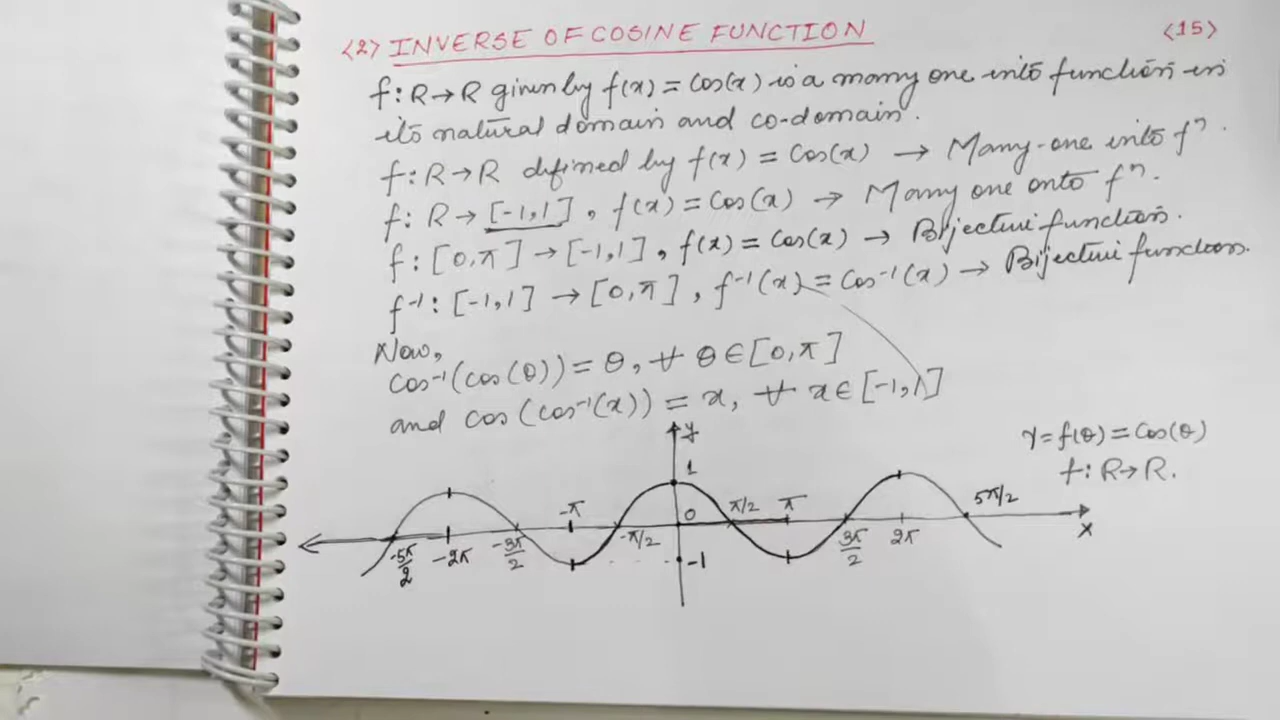 <2> INVERSE OF COSINE FUNCTION
<15>
f: R→R given by f(x) = Cos(x) is a many one into function in
its natural domain and co-domain.
f: R→R defined by f(x) = Cos(x) → Many-one into fⁿ.
f: R→[-1,1], f(x) = Cos(x) → Many one onto fⁿ.
f: [0,π]→[-1,1], f(x) = Cos(x) → Bijective function.
f⁻¹: [-1,1] → [0,π], f⁻¹(x) = Cos⁻¹(x) → Bijective function.
Now,
Cos⁻¹(cos(θ)) = θ, ∀ θ∈[0,π]
and cos(cos⁻¹(x)) = x, ∀ x∈[-1,1]
y
Y=f(θ) = Cos(θ)
f: R→R.
1
-π
0
π/2
π
5π/2
x
-5π/2
-2π
-3π/2
-π/2
-1
3π/2
2π